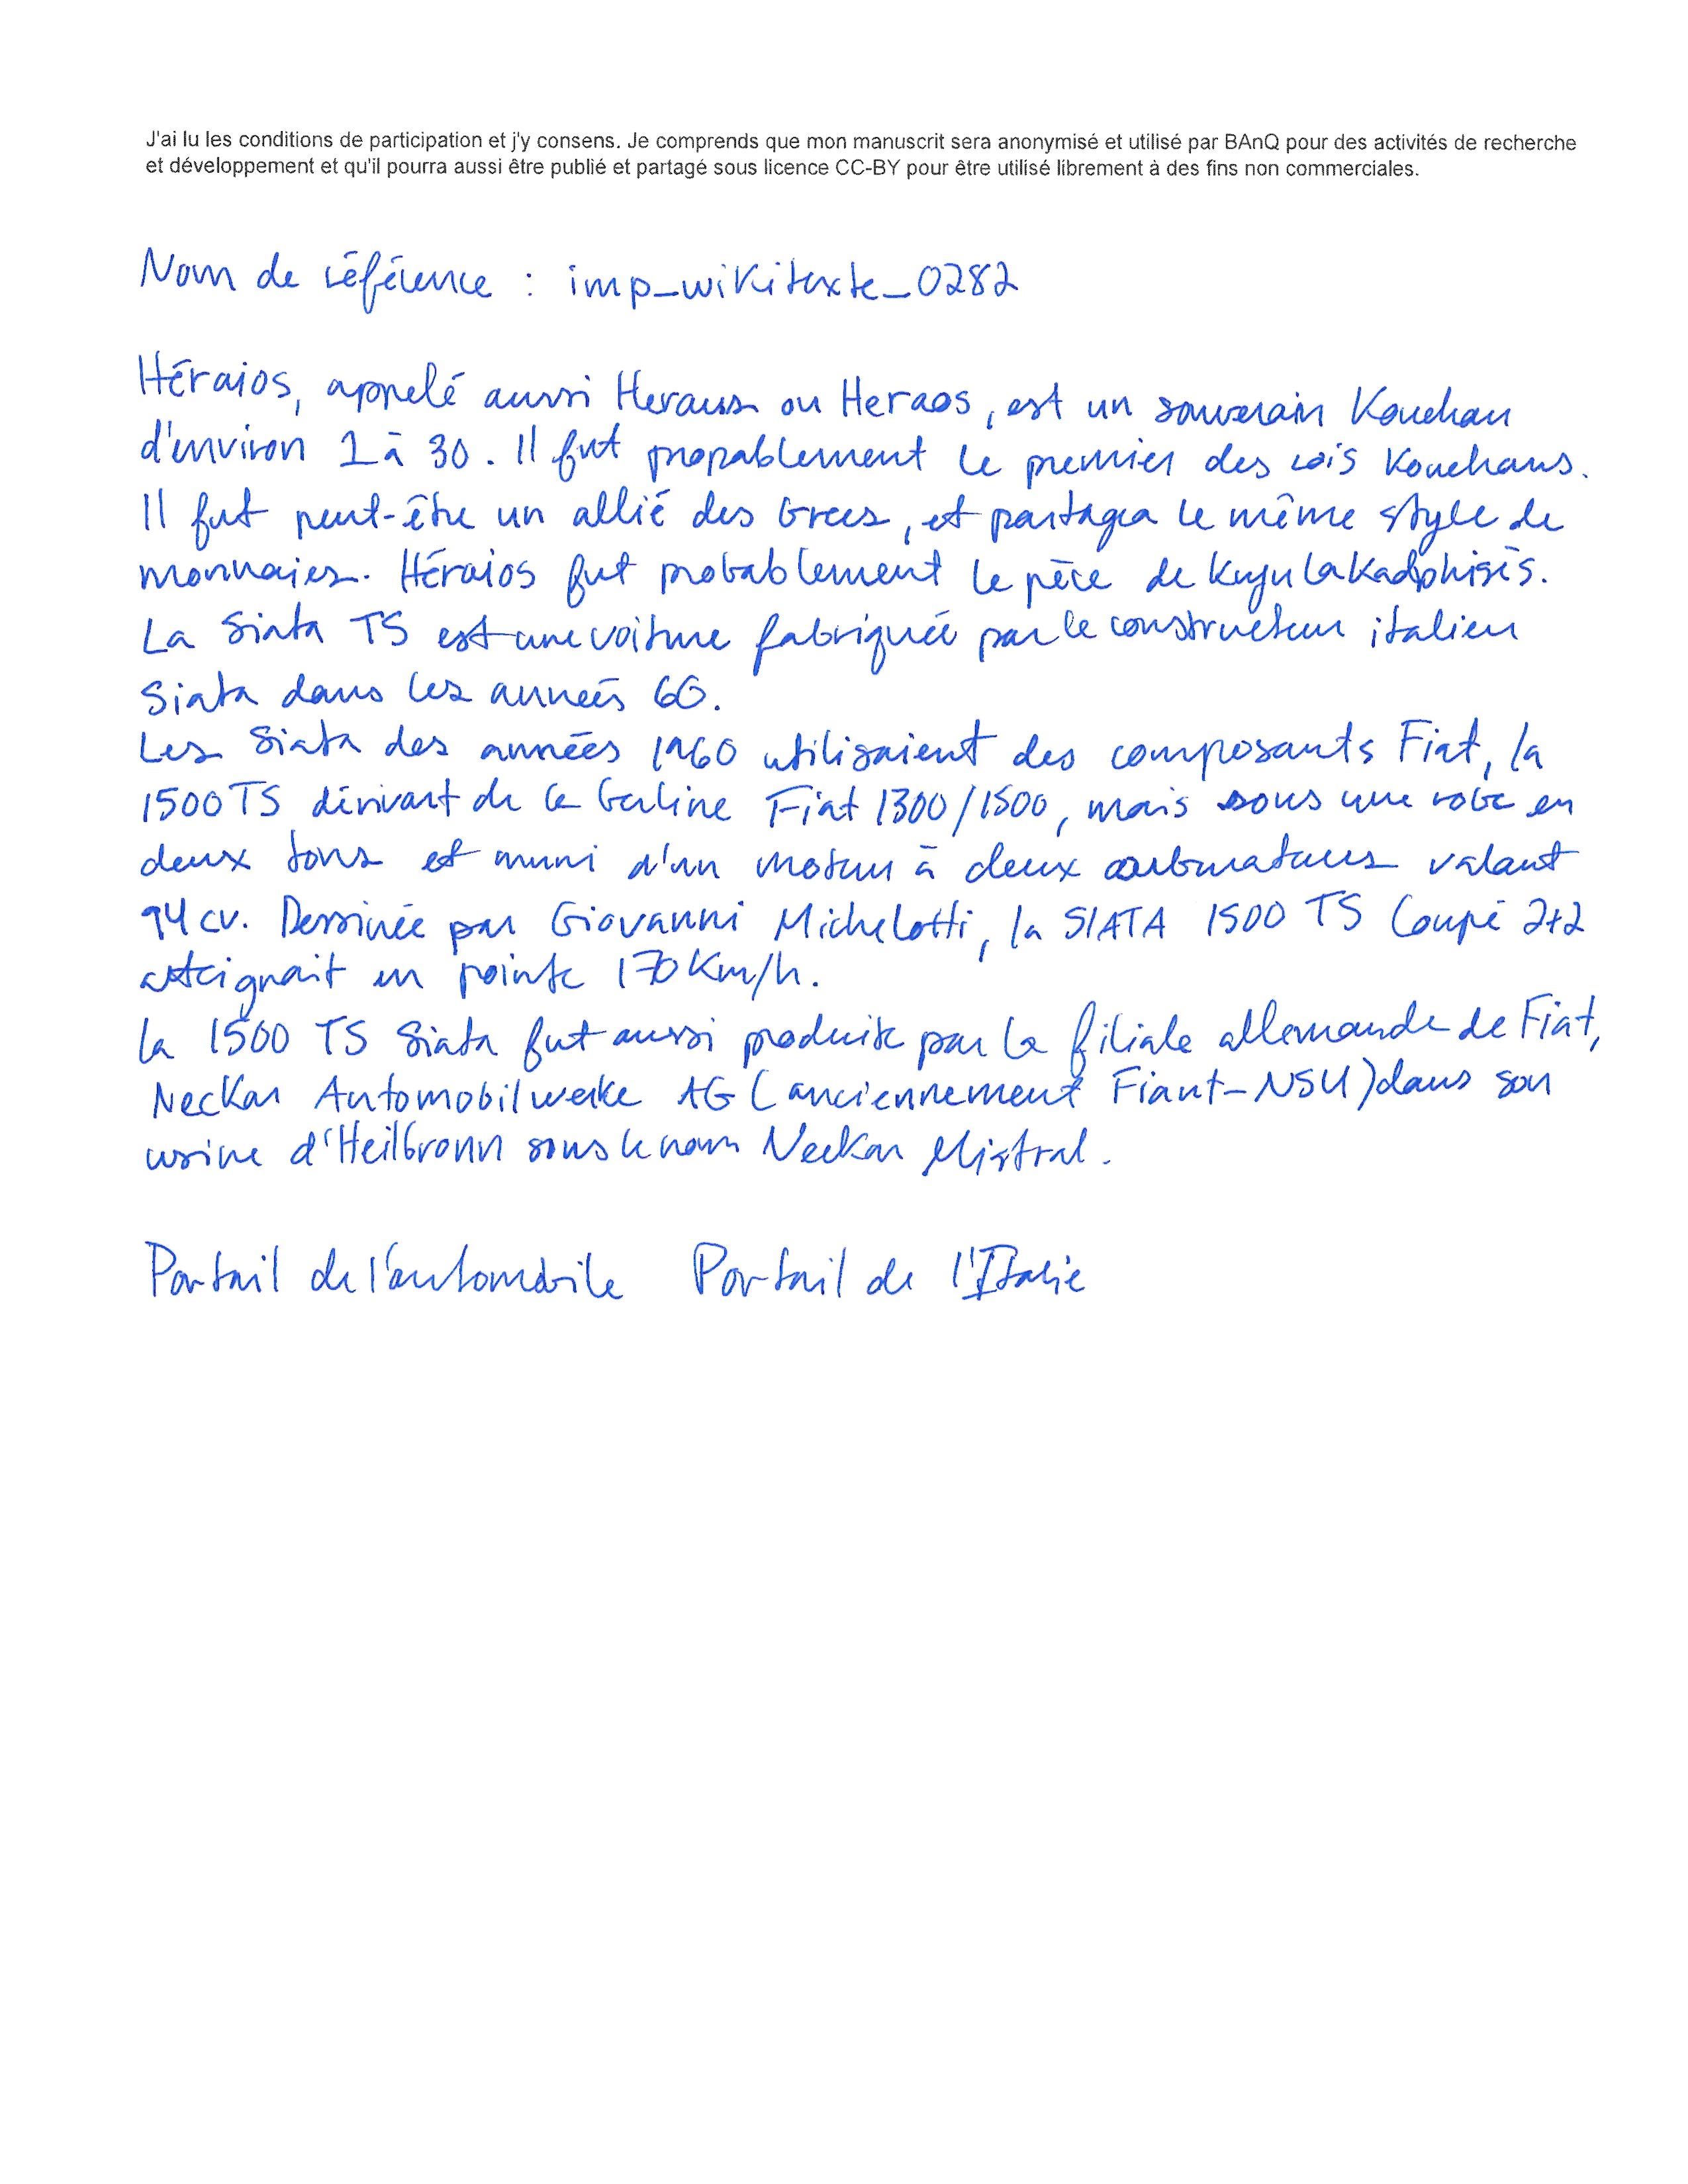 J'ai lu les conditions de participation et j'y consens. Je comprends que mon manuscrit sera anonymisé et utilisé par BAnQ pour des activités de recherche
et développement et qu'il pourra aussi être publié et partagé sous licence CC-BY pour être utilisé librement à des fins non commerciales.
Nom de référence : imp_wikitexte_0282
Héraios, appelé aussi Heraus ou Heraos, est un souverain Kouchan
d'environ 1 à 30. Il fut propablement le premier des rois Kouchans.
Il fut peut-être un allié des Grecs, et partagea le même style de
monnaies. Héraios fut probablement le père de Kujula Kadphisès.
La Siata TS est une voiture fabriquée par le constructeur italien
Siata dans les années 60.
Les Siata des années 1960 utilisaient des composants Fiat, la
1500 TS dérivant de la berline Fiat 1300/1500, mais sous une robe en
deux tons et muni d'un moteur à deux carburateurs valant
94 cv. Dessinée par Giovanni Michelotti, la SIATA 1500 TS Coupé 2+2
atteignait en pointe 170 Km/h.
la 1500 TS Siata fut aussi produite par la filiale allemande de Fiat,
Neckar Automobilwerke AG (anciennement Fiant-NSU) dans son
usine d'Heilbronn sous le nom Neckar Mistral.
Portail de l'automobile Portail de l'Italie